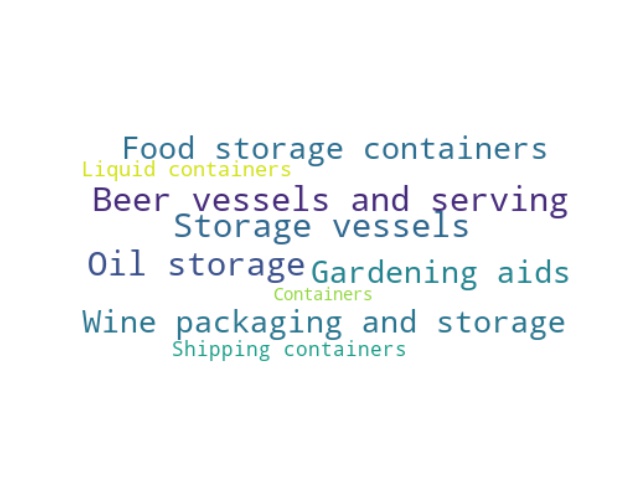 Food storage containers
Liquid containers
Beer vessels and serving
Storage vessels
Oil storage
Gardening aids
Containers
Wine packaging and storage
Shipping containers